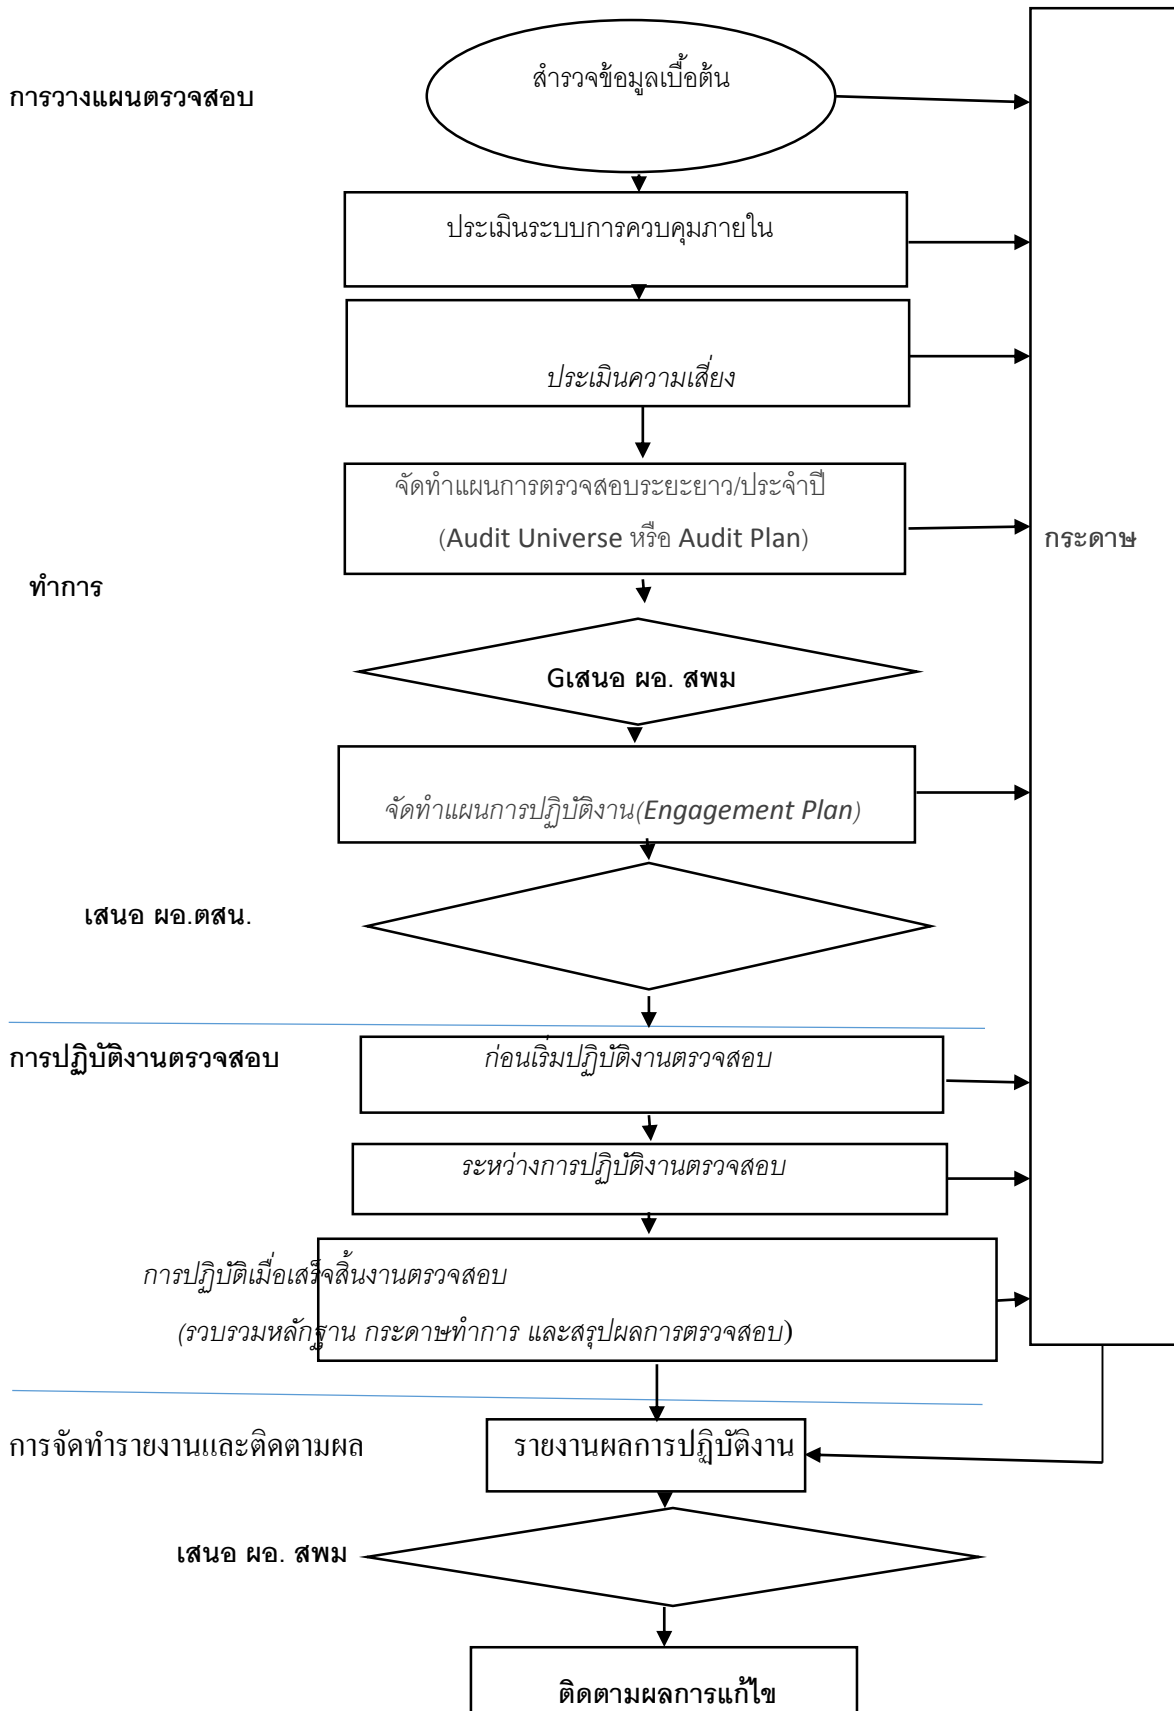 สำรวจข้อมูลเบื้อต้น
การวางแผนตรวจสอบ
ประเมินระบบการควบคุมภายใน
ประเมินความเสี่ยง
จัดทำแผนการตรวจสอบระยะยาว/ประจำปี
(Audit Universe หรือ Audit Plan)
กระดาษ
ทำการ
Gเสนอ ผอ. สพม
จัดทำแผนการปฏิบัติงาน(Engagement Plan)
เสนอ ผอ.ตสน.
การปฏิบัติงานตรวจสอบ
ก่อนเริ่มปฏิบัติงานตรวจสอบ
ระหว่างการปฏิบัติงานตรวจสอบ
การปฏิบัติเมื่อเสร็จสิ้นงานตรวจสอบ
(รวบรวมหลักฐาน กระดาษทำการ และสรุปผลการตรวจสอบ)
การจัดทำรายงานและติดตามผล
รายงานผลการปฏิบัติงาน
เสนอ ผอ. สพม
ติดตามผลการแก้ไข